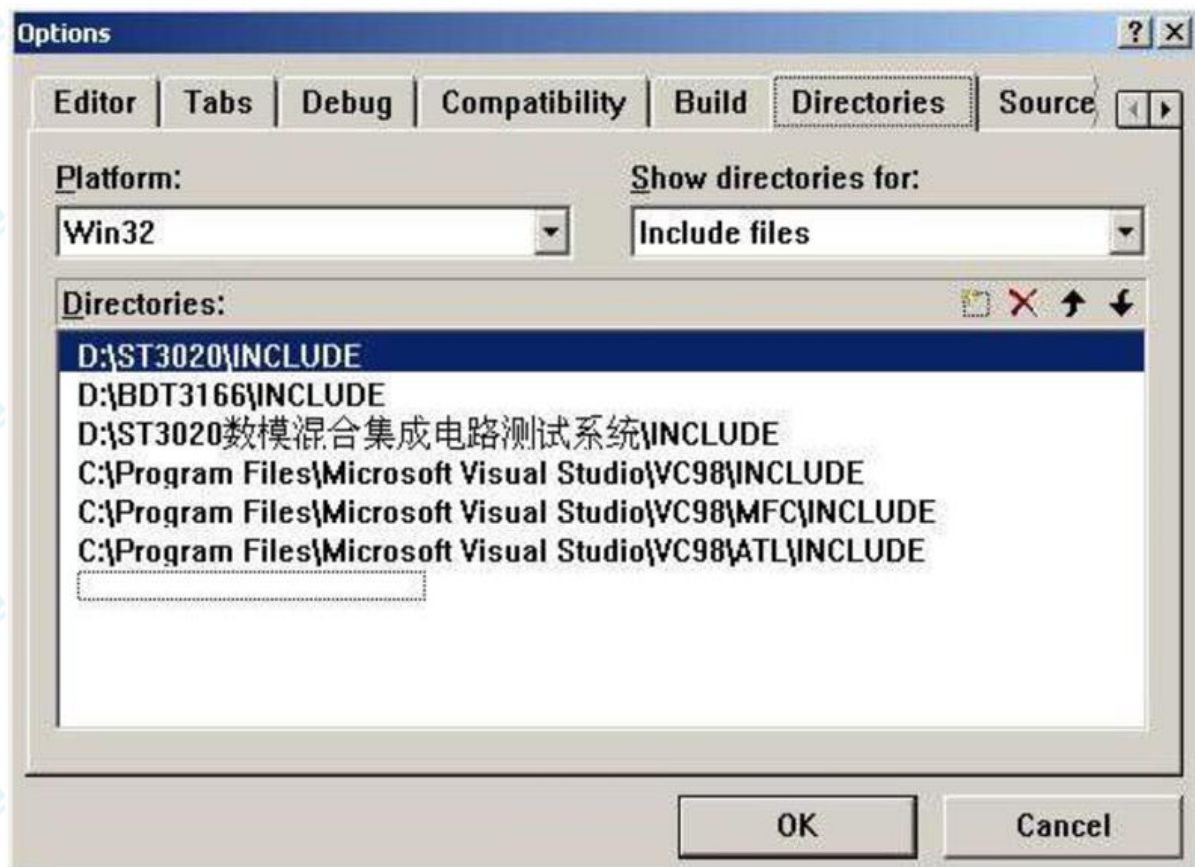 Options
Editor Tabs Debug Compatibility Build Directories Source
Platform: Show directories for:
Win32 Include files
Directories:
D:\ST3020\INCLUDE
D:\BDT3166\INCLUDE
D:\ST3020数模混合集成电路测试系统\INCLUDE
C:\Program Files\Microsoft Visual Studio\VC98\INCLUDE
C:\Program Files\Microsoft Visual Studio\VC98\MFC\INCLUDE
C:\Program Files\Microsoft Visual Studio\VC98\ATL\INCLUDE
OK Cancel